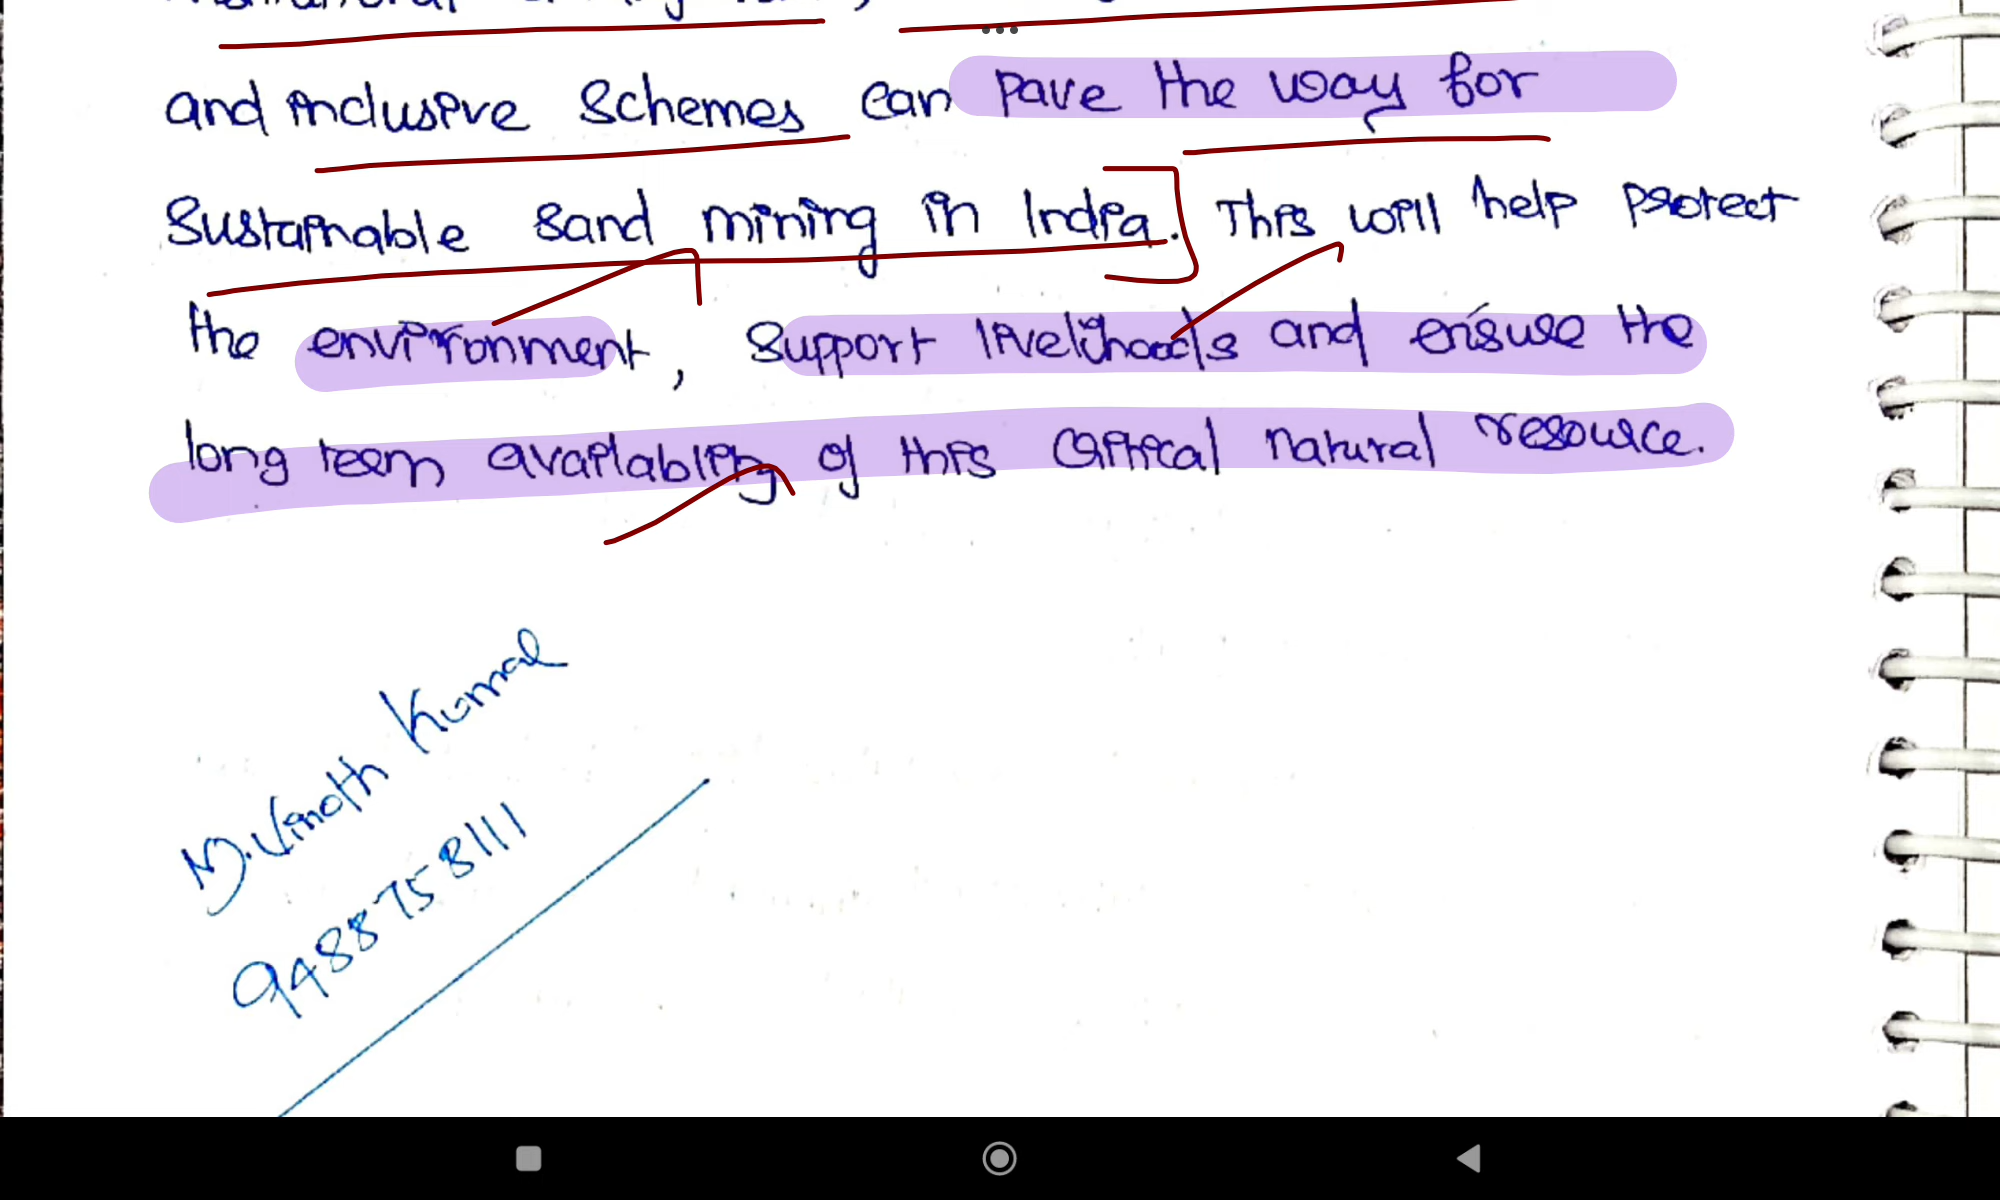 and inclusive schemes can pave the way for
sustainable sand mining in India. This will help protect
the environment, support livelihoods and ensure the
long term availability of this critical natural resource.
M. Vinoth Kumar
9488758111